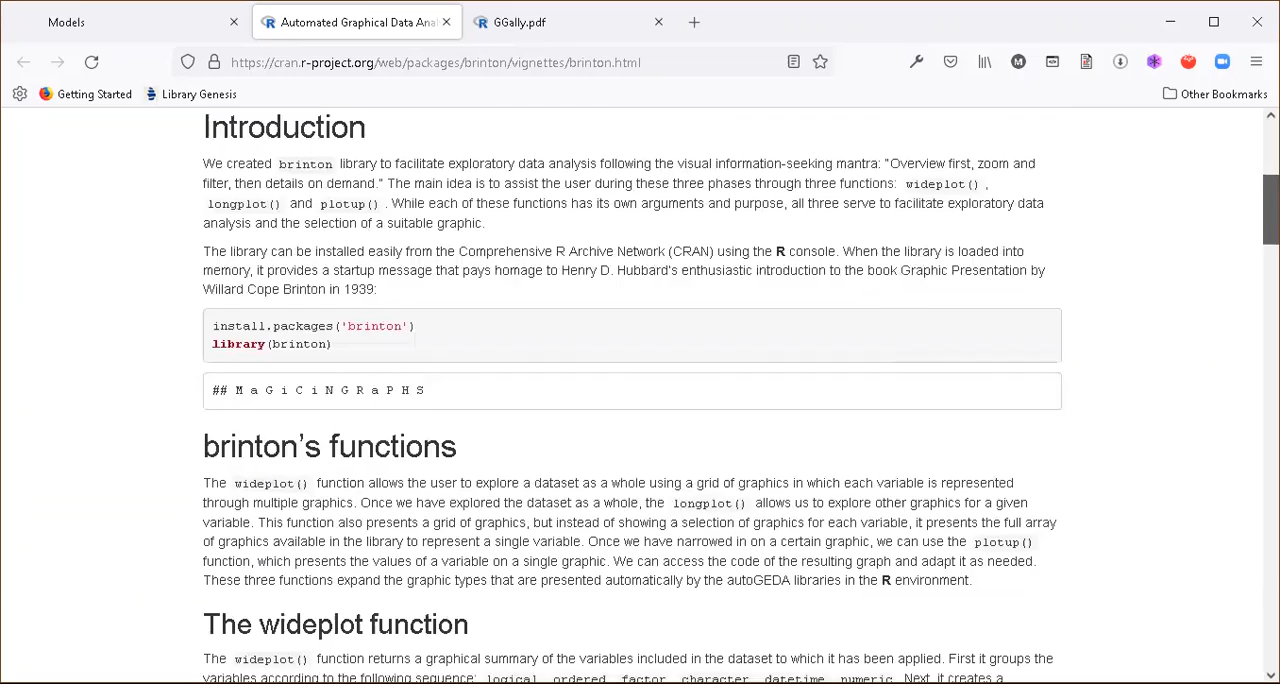 Models
Automated Graphical Data Ana
GGally.pdf
https://cran.r-project.org/web/packages/brinton/vignettes/brinton.html
Getting Started
Library Genesis
Other Bookmarks
Introduction
We created brinton library to facilitate exploratory data analysis following the visual information-seeking mantra: "Overview first, zoom and
filter, then details on demand." The main idea is to assist the user during these three phases through three functions: wideplot() ,
longplot() and plotup() . While each of these functions has its own arguments and purpose, all three serve to facilitate exploratory data
analysis and the selection of a suitable graphic.
The library can be installed easily from the Comprehensive R Archive Network (CRAN) using the R console. When the library is loaded into
memory, it provides a startup message that pays homage to Henry D. Hubbard's enthusiastic introduction to the book Graphic Presentation by
Willard Cope Brinton in 1939:
install.packages('brinton')
library(brinton)
## M a G i C i N G R a P H S
brinton's functions
The wideplot() function allows the user to explore a dataset as a whole using a grid of graphics in which each variable is represented
through multiple graphics. Once we have explored the dataset as a whole, the longplot() allows us to explore other graphics for a given
variable. This function also presents a grid of graphics, but instead of showing a selection of graphics for each variable, it presents the full array
of graphics available in the library to represent a single variable. Once we have narrowed in on a certain graphic, we can use the plotup()
function, which presents the values of a variable on a single graphic. We can access the code of the resulting graph and adapt it as needed.
These three functions expand the graphic types that are presented automatically by the autoGEDA libraries in the R environment.
The wideplot function
The wideplot() function returns a graphical summary of the variables included in the dataset to which it has been applied. First it groups the
variables according to the following sequence: logical, ordered, factor, character, datetime, numeric. Next, it creates a